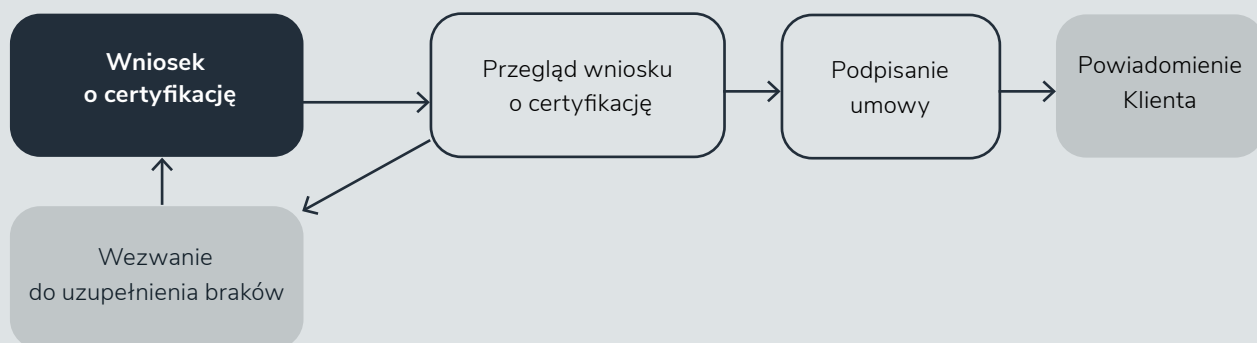 Wniosek
o certyfikację
Przegląd wniosku
o certyfikację
Podpisanie
umowy
Powiadomienie
Klienta
Wezwanie
do uzupełnienia braków